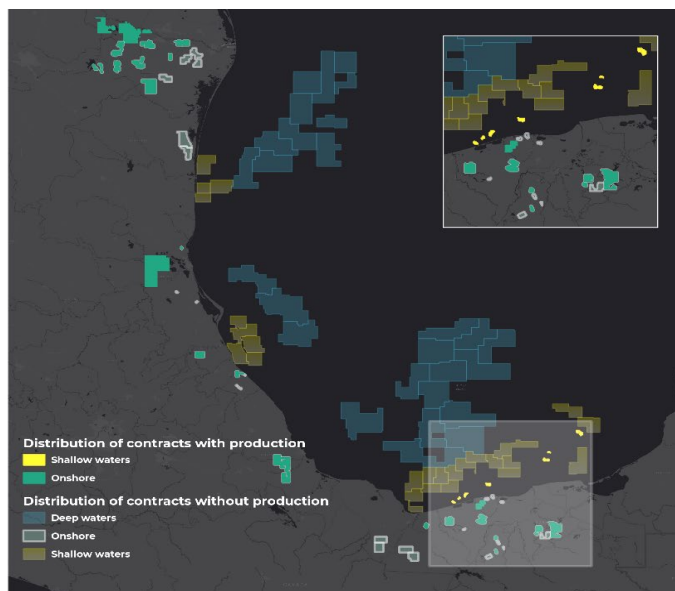 Distribution of contracts with production
Shallow waters
Onshore
Distribution of contracts without production
Deep waters
Onshore
Shallow waters